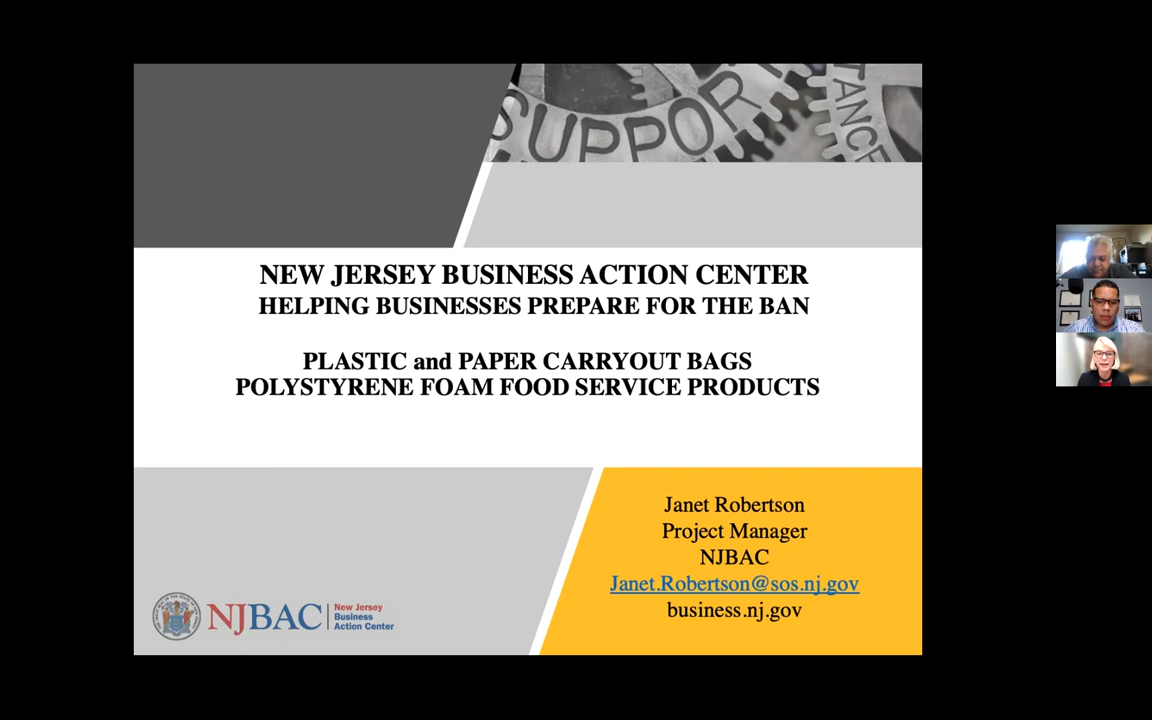 SUPPORT
TANCE
NEW JERSEY BUSINESS ACTION CENTER
HELPING BUSINESSES PREPARE FOR THE BAN
PLASTIC and PAPER CARRYOUT BAGS
POLYSTYRENE FOAM FOOD SERVICE PRODUCTS
Janet Robertson
Project Manager
NJBAC
Janet.Robertson@sos.nj.gov
business.nj.gov
NJBAC
New Jersey
Business
Action Center